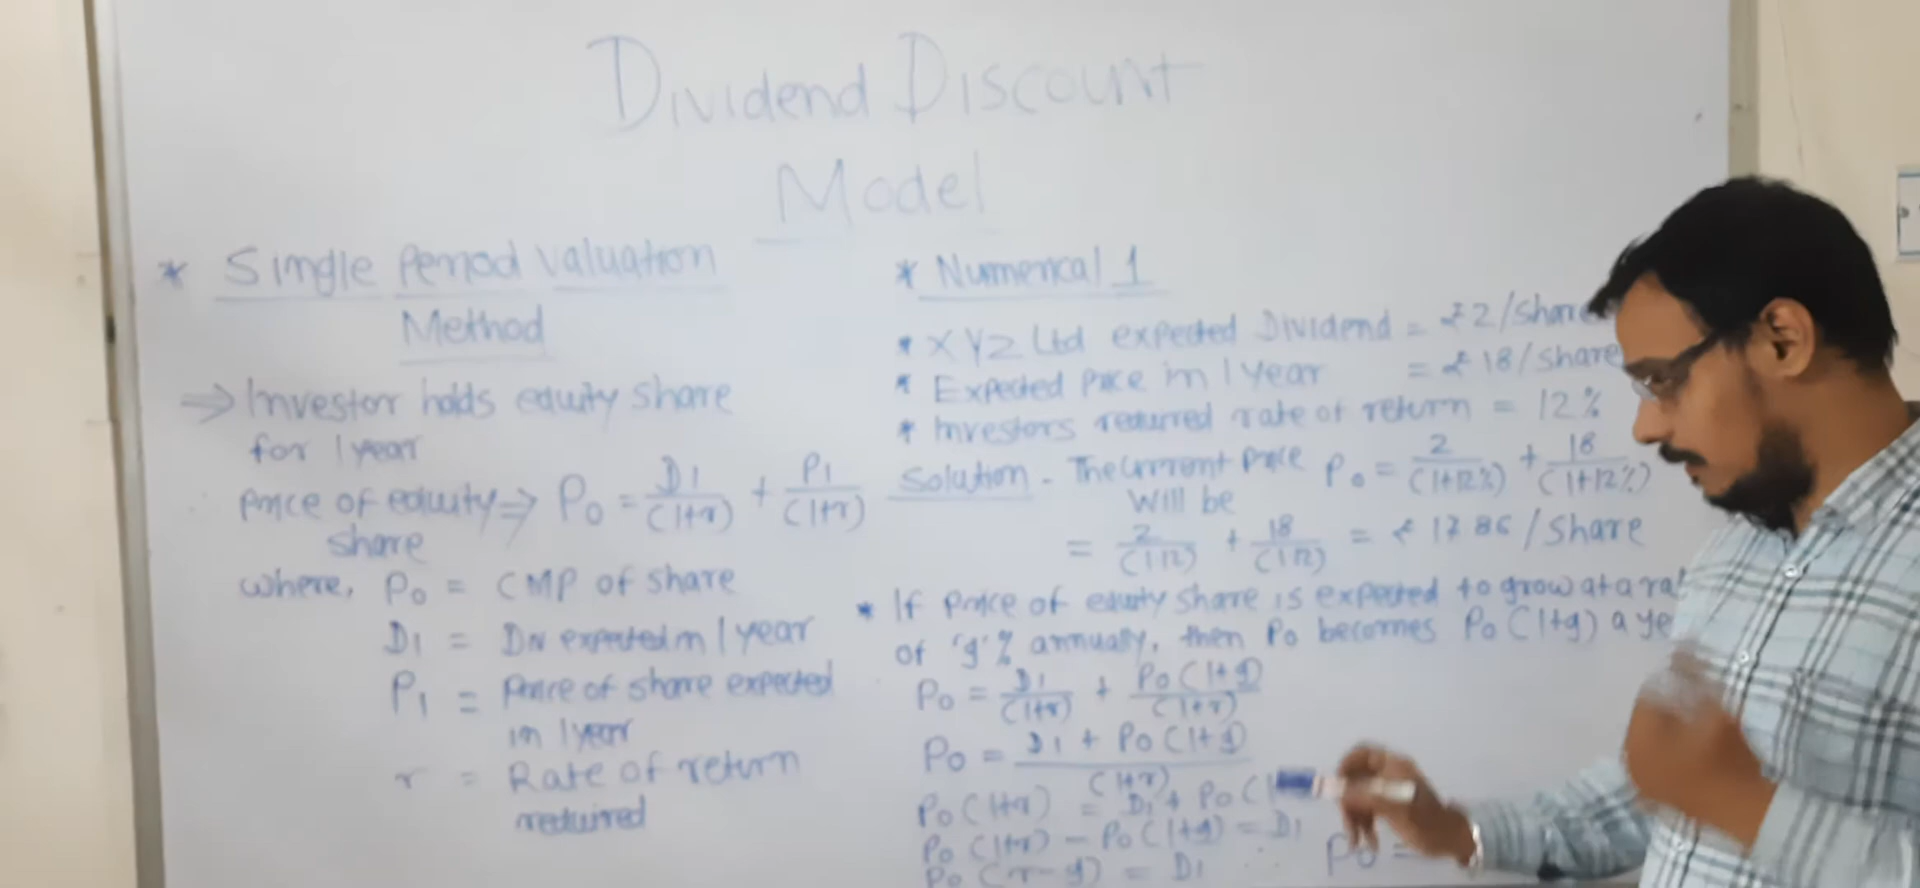 Dividend Discount
Model
* Single Period Valuation
Method
⇒ Investor holds equity share
for 1 year
Price of equity ⇒ P0 = D1/(1+r) + P1/(1+r)
share
where, P0 = CMP of share
D1 = DN expected in 1 year
P1 = Price of share expected
in 1 year
r = Rate of return
required
* Numerical 1
* XYZ Ltd expected Dividend = ₹2/share
* Expected Price in 1 year = ₹18/share
* Investors required rate of return = 12%
Solution - The Current price P0 = 2/(1+12%) + 18/(1+12%)
will be
= 2/(1.12) + 18/(1.12) = ₹17.86/share
* If price of equity share is expected to grow at a
of 'g'% annually, then P0 becomes P0(1+g) a
P0 = D1/(1+r) + P0(1+g)/(1+r)
P0 = D1 + P0(1+g)/(1+r)
P0(1+r) = D1 + P0(1
P0(1+r) - P0(1+g) = D1
P0(r-g) = D1 ∴ P0 =